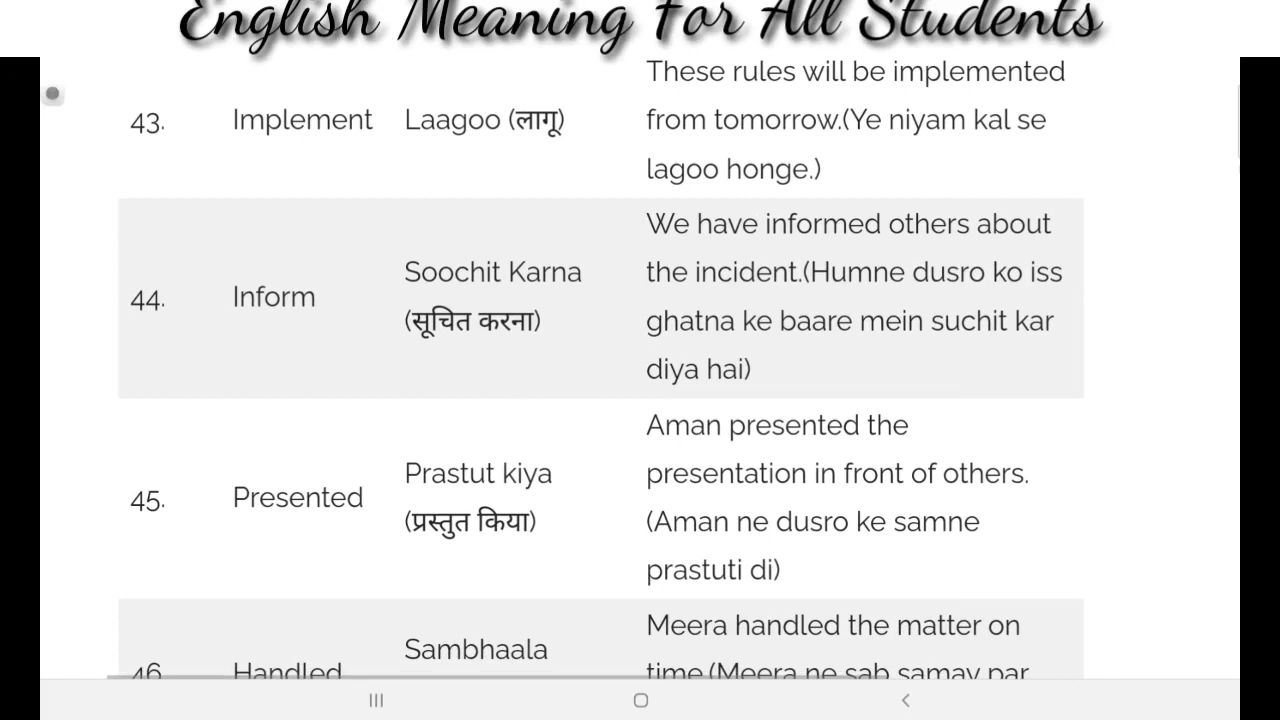 English Meaning For All Students
These rules will be implemented
43. Implement Laagoo (लागू) from tomorrow.(Ye niyam kal se
lagoo honge.)
We have informed others about
Soochit Karna the incident.(Humne dusro ko iss
44. Inform
(सूचित करना) ghatna ke baare mein suchit kar
diya hai)
Aman presented the
Prastut kiya presentation in front of others.
45. Presented
(प्रस्तुत किया) (Aman ne dusro ke samne
prastuti di)
Meera handled the matter on
Sambhaala
46. Handled time.(Meera ne sab samay par